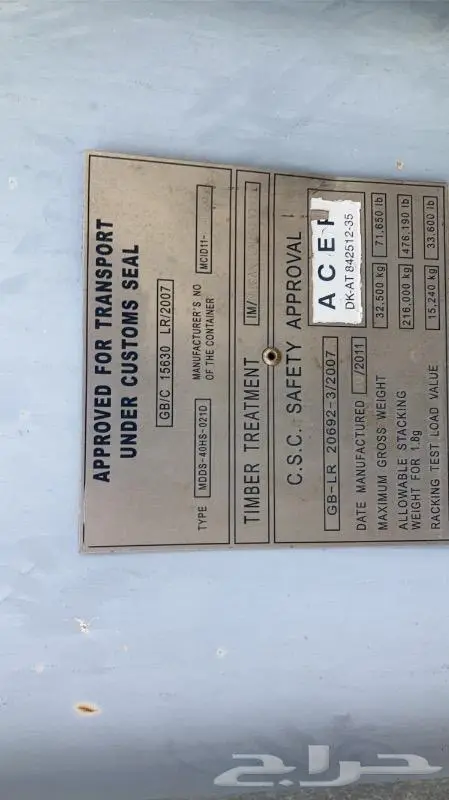 APPROVED FOR TRANSPORT
UNDER CUSTOMS SEAL
GB/C 15630 LR/2007
TYPE MDDS-40HS-021D MANUFACTURER'S NO
OF THE CONTAINER MCID11-
TIMBER TREATMENT IM/
C.S.C. SAFETY APPROVAL
GB-LR 20692-3/2007
ACEP
DK-AT 842512-35
DATE MANUFACTURED /2011
MAXIMUM GROSS WEIGHT 32.500 kg 71.650 lb
ALLOWABLE STACKING
WEIGHT FOR 1.8g 216.000 kg 476.190 lb
RACKING TEST LOAD VALUE 15,240 kg 33.600 lb
حراج